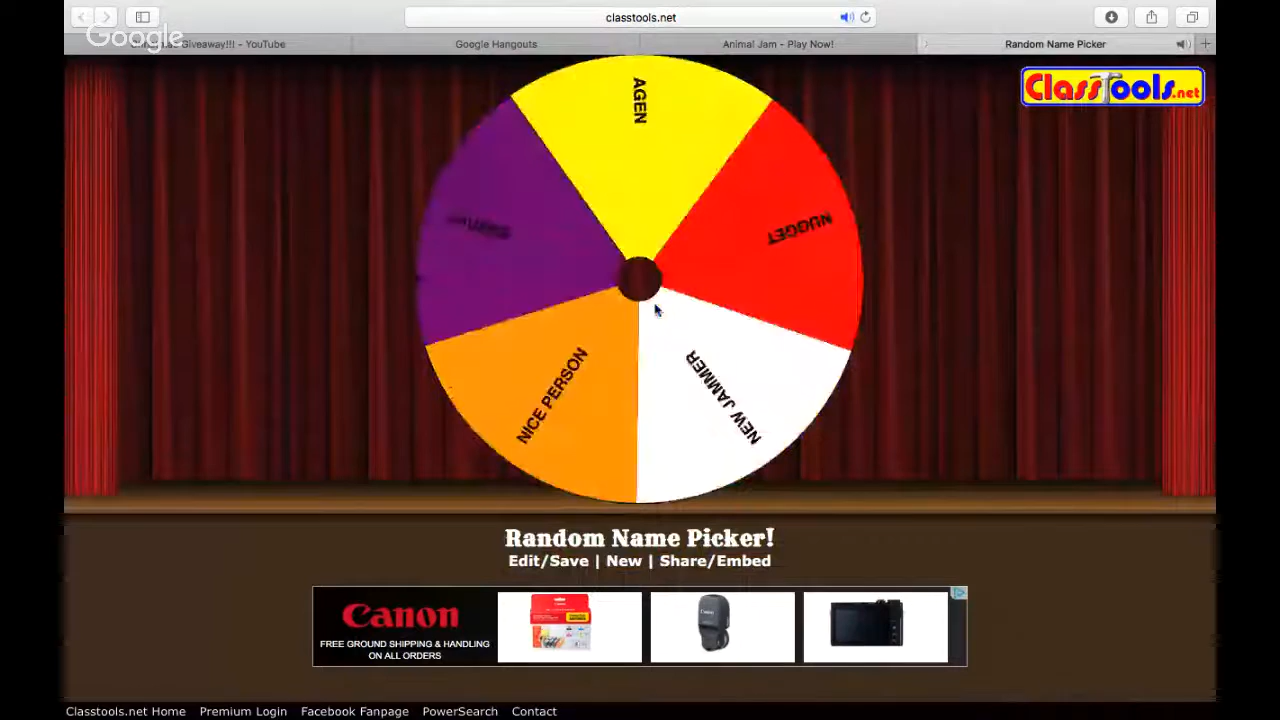 classtools.net
Google
Giveaway!!! - YouTube
Google Hangouts
Animal Jam - Play Now!
Random Name Picker
ClassTools.net
AGEN
NUGGET
NEW JAMMER
NICE PERSON
Random Name Picker!
Edit/Save | New | Share/Embed
Canon
FREE GROUND SHIPPING & HANDLING
ON ALL ORDERS
Classtools.net Home
Premium Login
Facebook Fanpage
PowerSearch
Contact